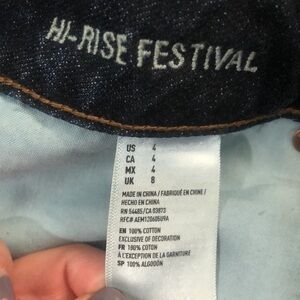 HI-RISE FESTIVAL
US 4
CA 4
MX 4
UK 8
MADE IN CHINA / FABRIQUÉ EN CHINE /
HECHO EN CHINA
RN 54485/CA 03873
RFC# AEM1206050U9A
EN 100% COTTON
EXCLUSIVE OF DECORATION
FR 100% COTON
À L'EXCEPTION DE LA GARNITURE
SP 100% ALGODÓN